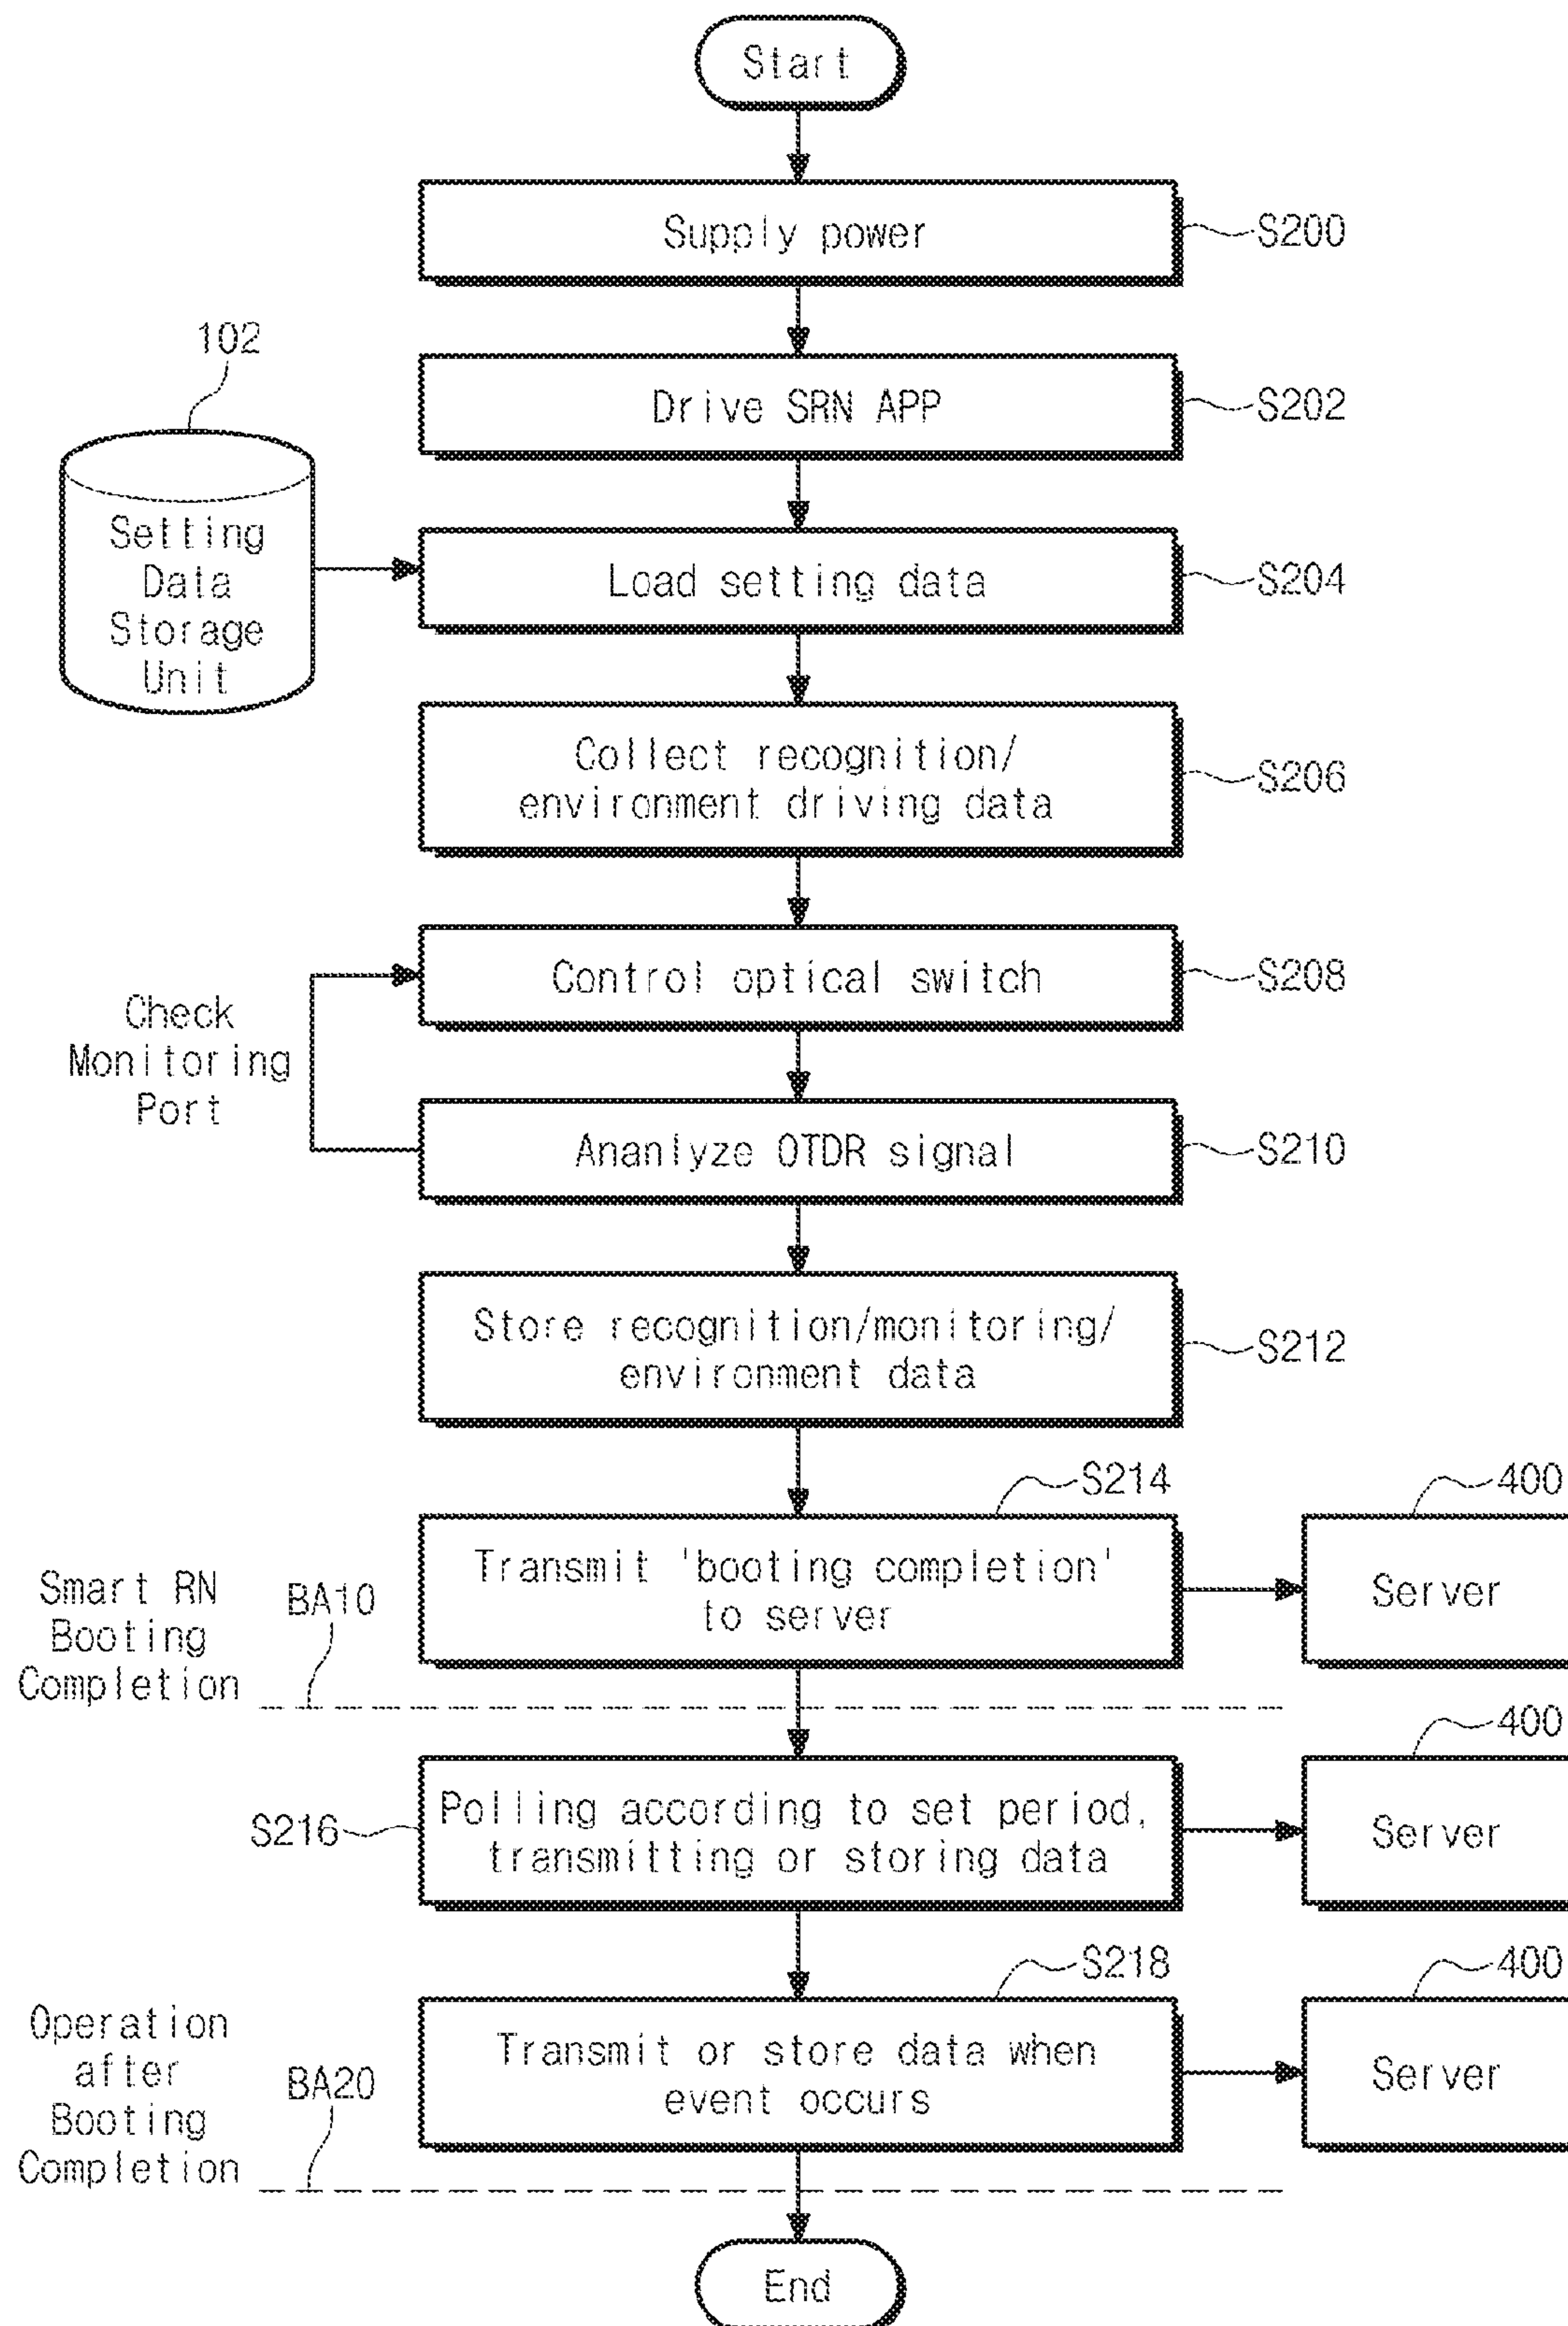 Start
Supply power
S200
102
Drive SRN APP
S202
Setting
Data
Storage
Unit
Load setting data
S204
Collect recognition/
environment driving data
S206
Control optical switch
S208
Check
Monitoring
Port
Ananlyze OTDR signal
S210
Store recognition/monitoring/
environment data
S212
S214
400
Transmit 'booting completion'
to server
Server
Smart RN
Booting
Completion
BA10
400
S216
Polling according to set period,
transmitting or storing data
Server
S218
400
Operation
after
Booting
Completion
BA20
Transmit or store data when
event occurs
Server
End